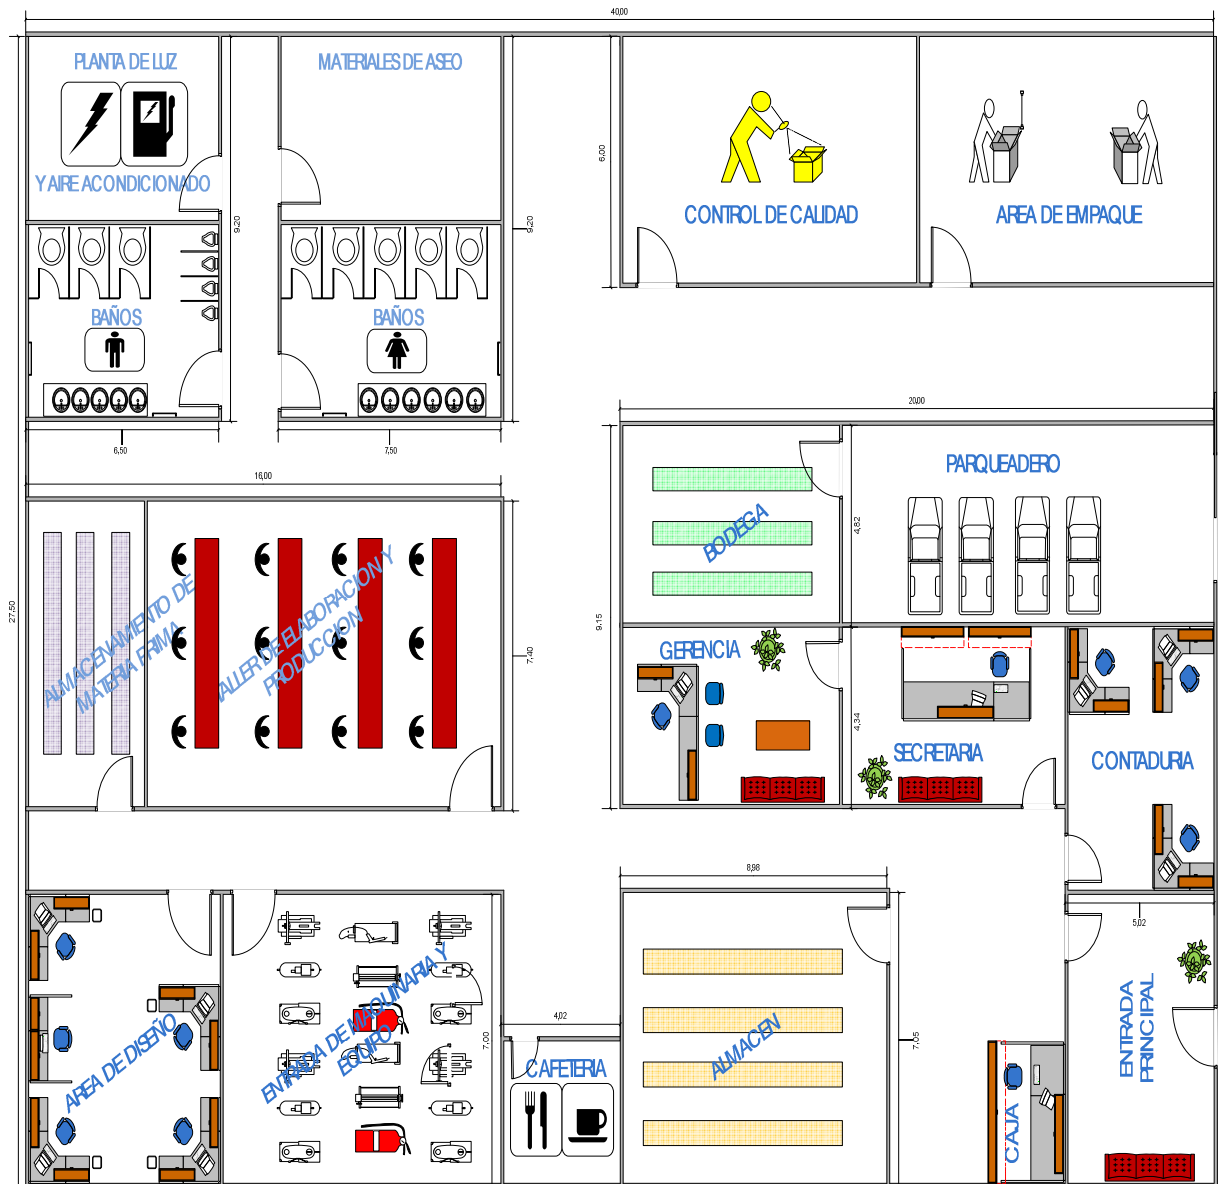 40,00
PLANTA DE LUZ
MATERIALES DE ASEO
6,00
Y AIRE ACONDICIONADO
CONTROL DE CALIDAD
AREA DE EMPAQUE
9,20
9,20
BAÑOS
BAÑOS
20,00
6,50
7,50
16,00
PARQUEADERO
BODEGA
4,82
27,50
9,15
ALMACENAMIENTO DE
MATERIA PRIMA
TALLER DE ELABORACION Y
PRODUCCION
7,40
GERENCIA
4,34
SECRETARIA
CONTADURIA
8,98
5,02
AREA DE DISEÑO
ENTRADA DE MAQUINARIA Y
EQUIPO
7,00
4,02
CAFETERIA
ALMACEN
7,05
CAJA
ENTRADA
PRINCIPAL